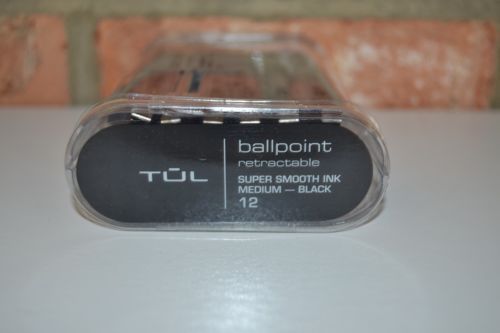 TŪL
ballpoint
retractable
SUPER SMOOTH INK
MEDIUM — BLACK
12